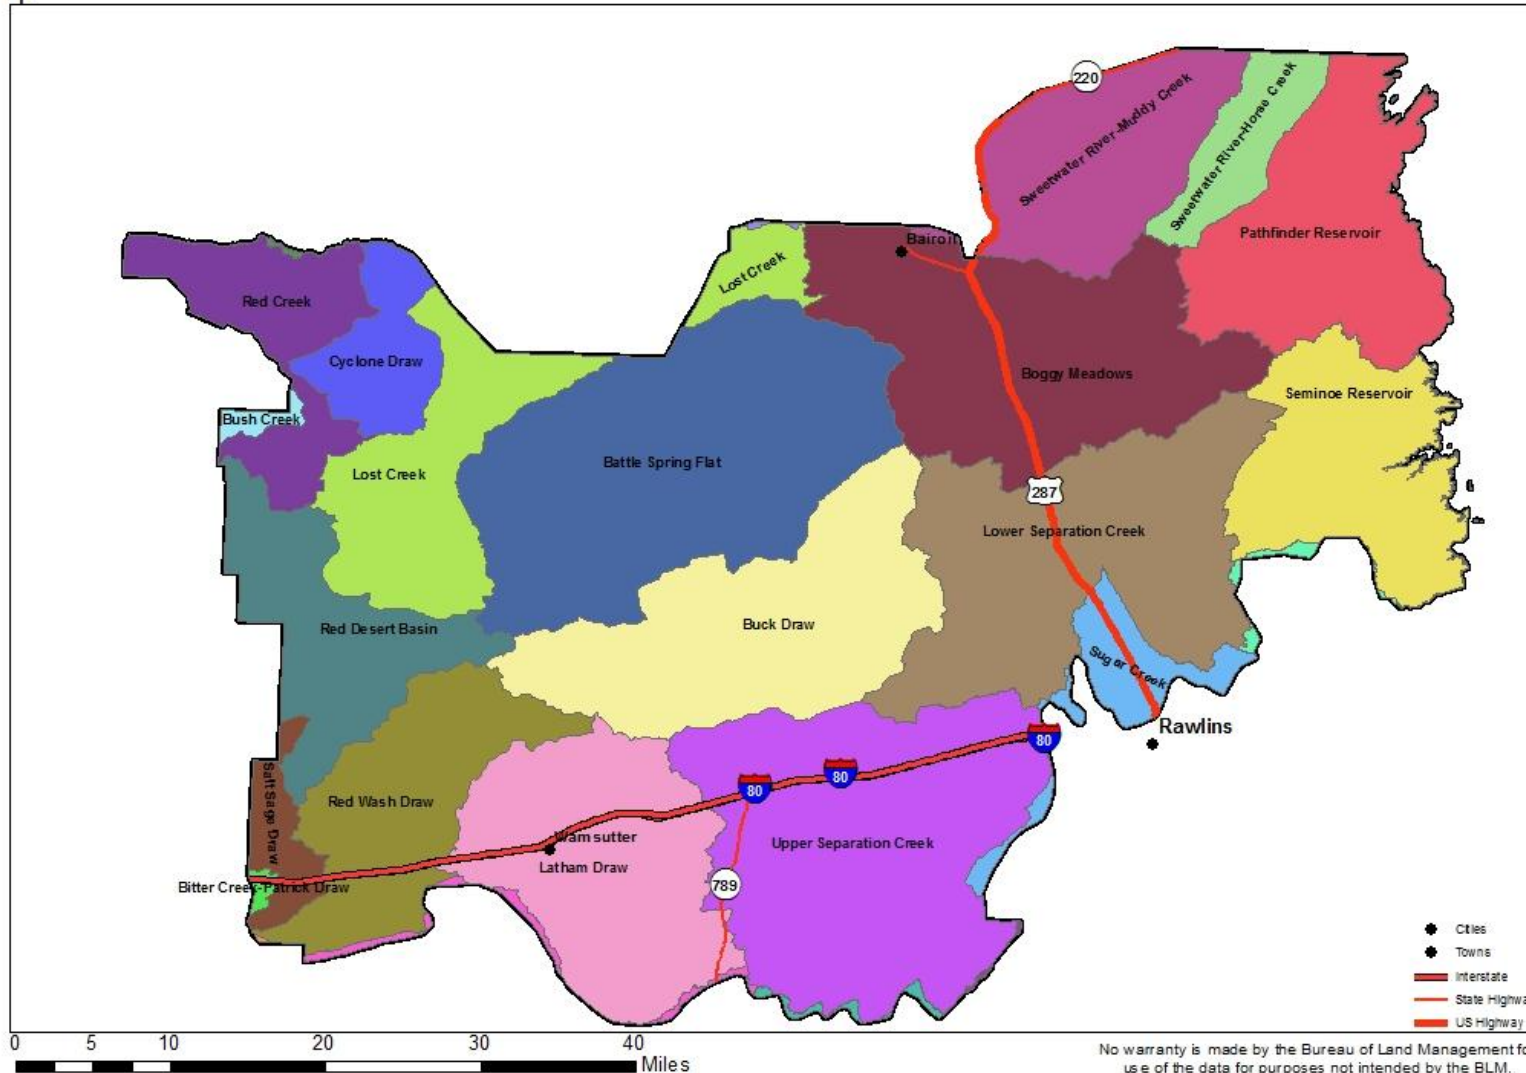 220
Sweetwater River-Muddy Creek
Sweetwater River-Horse Creek
Pathfinder Reservoir
Bairoil
Lost Creek
Red Creek
Cyclone Draw
Boggy Meadows
Seminoe Reservoir
Bush Creek
Lost Creek
Battle Spring Flat
287
Lower Separation Creek
Buck Draw
Red Desert Basin
Sugar Creek
Rawlins
80
80
80
Salt Sage Draw
Red Wash Draw
Wamsutter
Latham Draw
Upper Separation Creek
789
Bitter Creek-Patrick Draw
Cities
Towns
Interstate
State Highwa
US Highway
0 5 10 20 30 40
Miles
No warranty is made by the Bureau of Land Management fo
use of the data for purposes not intended by the BLM.